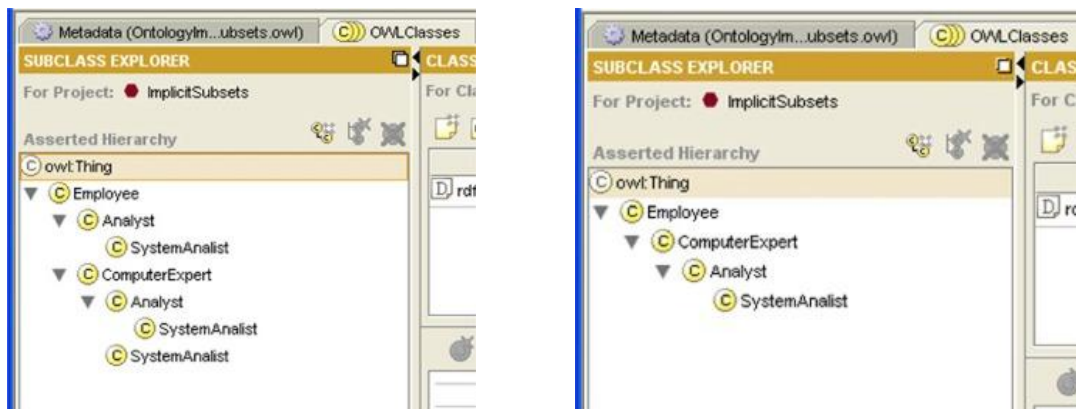 Metadata (OntologyIm...ubsets.owl) OWLClasses
SUBCLASS EXPLORER CLASS
For Project: ImplicitSubsets For Cla
Asserted Hierarchy
owl:Thing
Employee
Analyst
SystemAnalist
ComputerExpert
Analyst
SystemAnalist
SystemAnalist
Metadata (OntologyIm...ubsets.owl) OWLClasses
SUBCLASS EXPLORER CLAS
For Project: ImplicitSubsets For C
Asserted Hierarchy
owl:Thing
Employee
ComputerExpert
Analyst
SystemAnalist